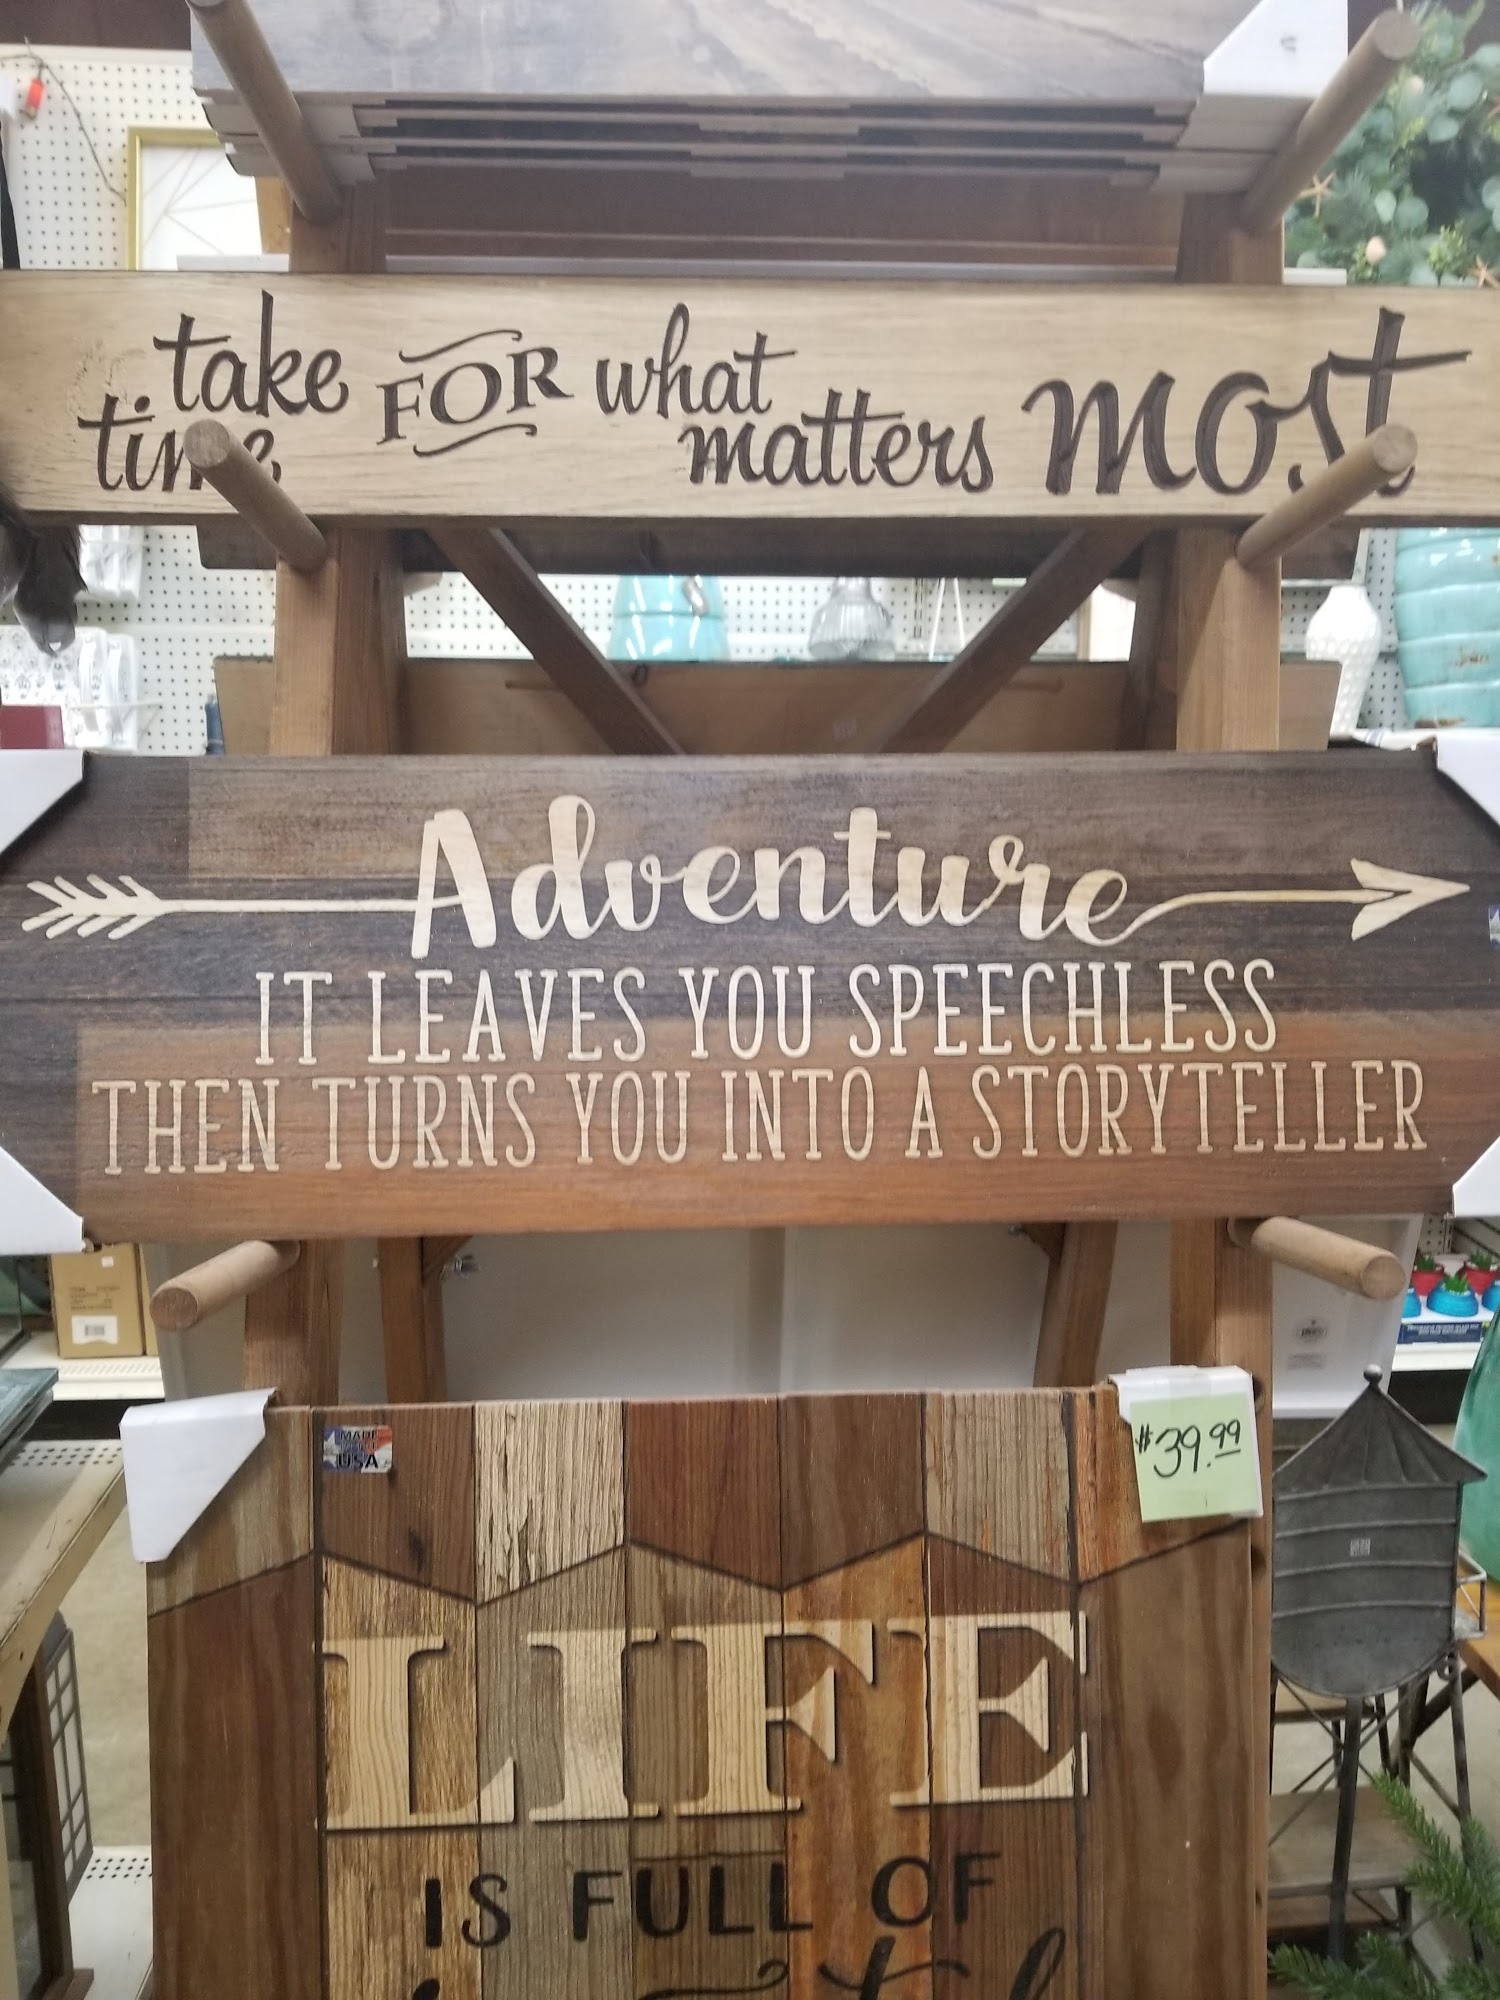 take
time FOR what
matters most
Adventure
IT LEAVES YOU SPEECHLESS
THEN TURNS YOU INTO A STORYTELLER
MADE
USA
$39.99
LIFE
IS FULL OF